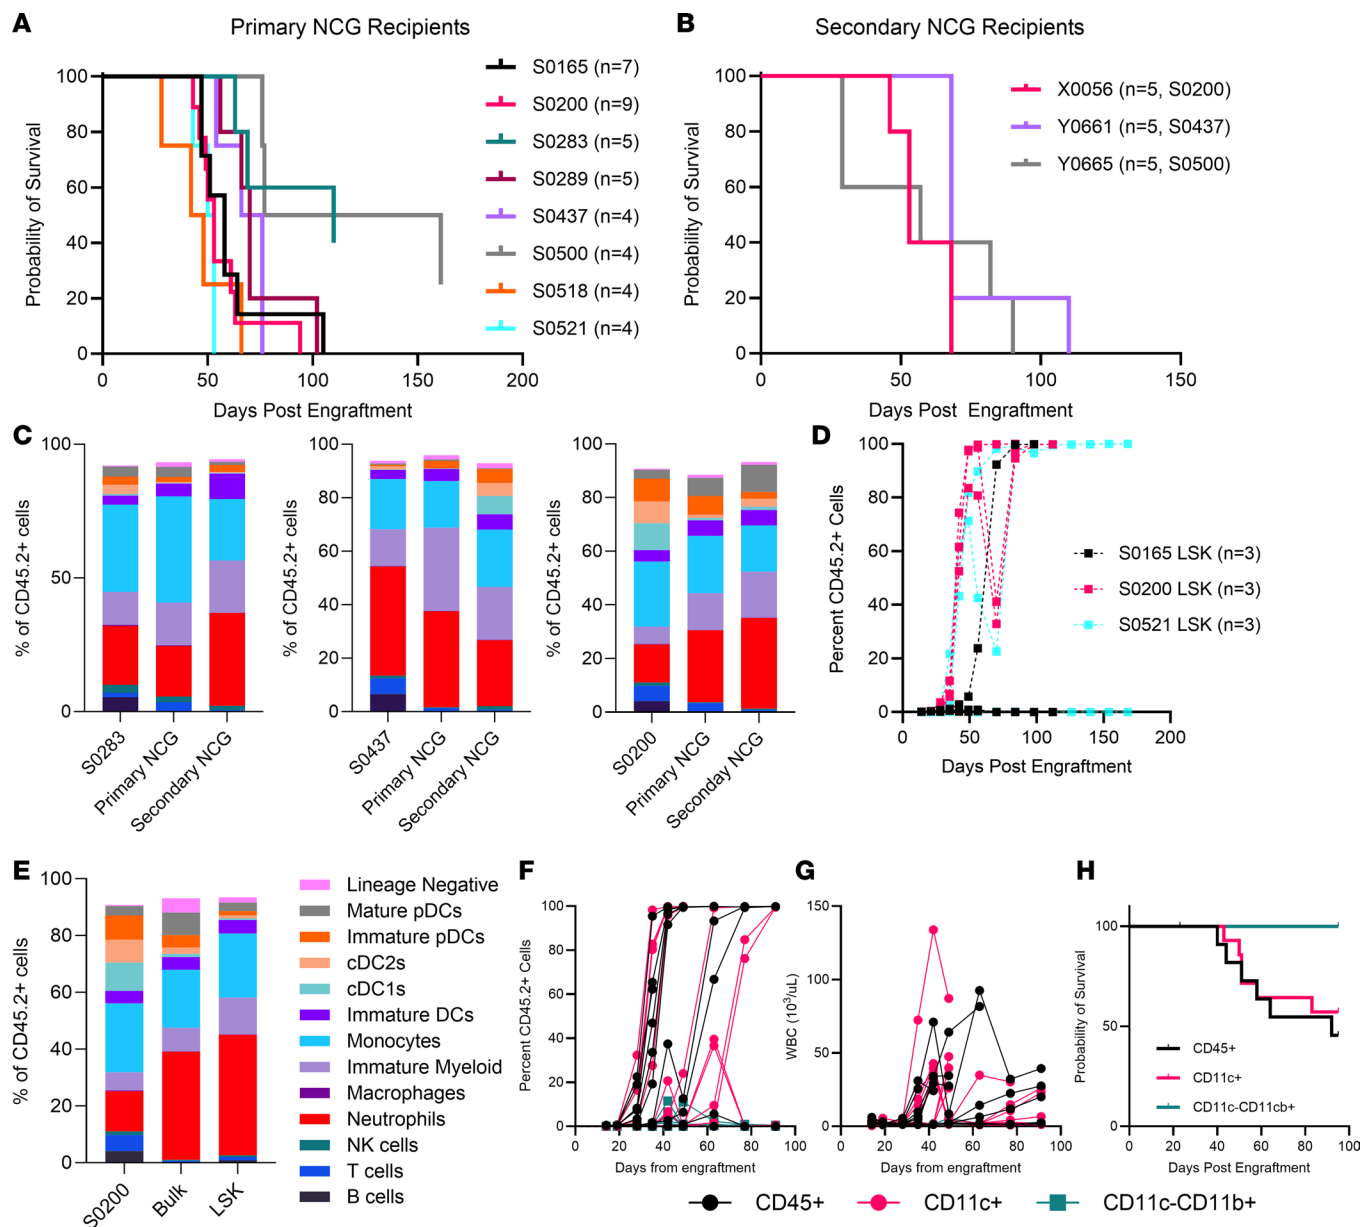 A
Primary NCG Recipients
Probability of Survival
100
80
60
40
20
0
0 50 100 150 200
Days Post Engraftment
S0165 (n=7)
S0200 (n=9)
S0283 (n=5)
S0289 (n=5)
S0437 (n=4)
S0500 (n=4)
S0518 (n=4)
S0521 (n=4)
B
Secondary NCG Recipients
Probability of Survival
100
80
60
40
20
0
0 50 100 150
Days Post Engraftment
X0056 (n=5, S0200)
Y0661 (n=5, S0437)
Y0665 (n=5, S0500)
C
% of CD45.2+ cells
100
50
0
S0283
Primary NCG
Secondary NCG
% of CD45.2+ cells
100
80
60
40
20
0
S0437
Primary NCG
Secondary NCG
% of CD45.2+ cells
100
80
60
40
20
0
S0200
Primary NCG
Seconday NCG
D
Percent CD45.2+ Cells
100
80
60
40
20
0
0 50 100 150 200
Days Post Engraftment
S0165 LSK (n=3)
S0200 LSK (n=3)
S0521 LSK (n=3)
E
% of CD45.2+ cells
100
80
60
40
20
0
S0200
Bulk
LSK
Lineage Negative
Mature pDCs
Immature pDCs
cDC2s
cDC1s
Immature DCs
Monocytes
Immature Myeloid
Macrophages
Neutrophils
NK cells
T cells
B cells
F
Percent CD45.2+ Cells
100
80
60
40
20
0
0 20 40 60 80 100
Days from engraftment
G
WBC (10³/uL)
150
100
50
0
0 20 40 60 80 100
Days from engraftment
H
Probability of Survival
100
50
0
0 20 40 60 80 100
Days Post Engraftment
CD45+
CD11c+
CD11c-CD11cb+
CD45+ CD11c+ CD11c-CD11b+